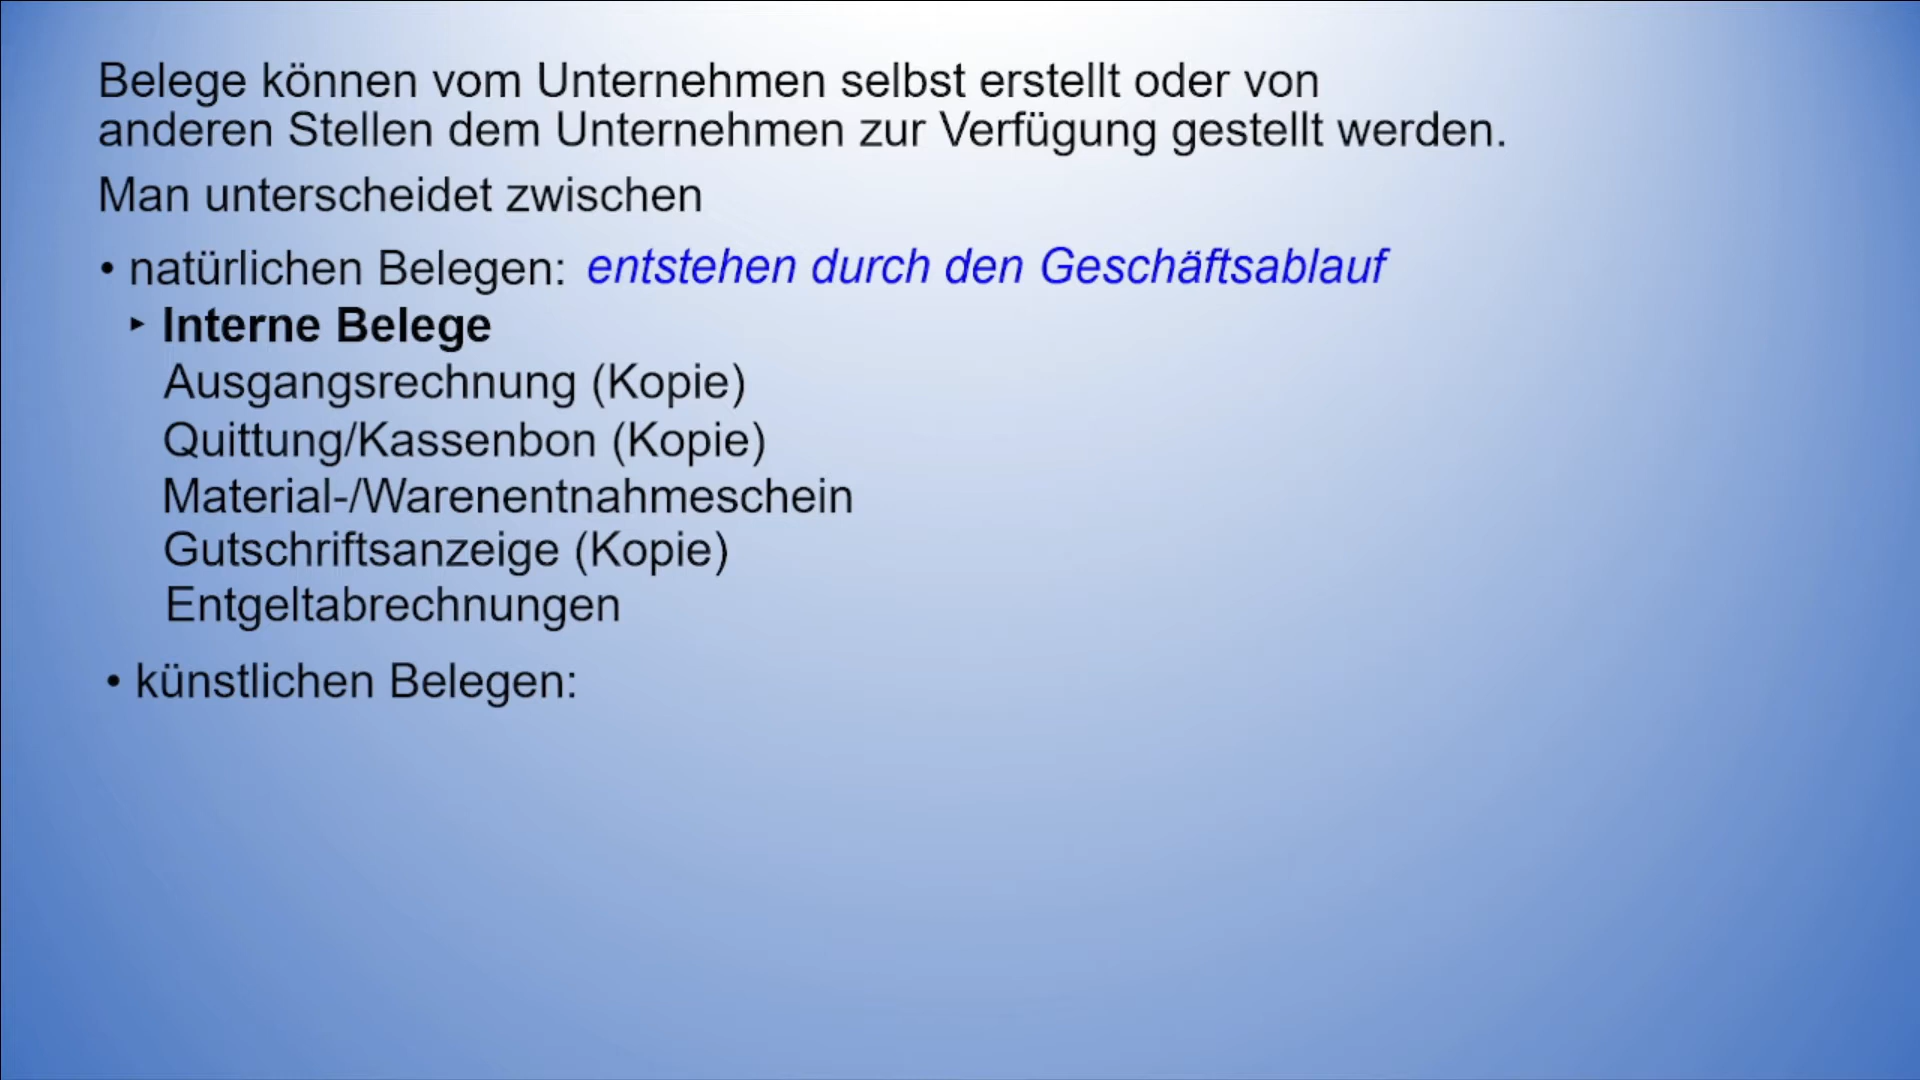 Belege können vom Unternehmen selbst erstellt oder von
anderen Stellen dem Unternehmen zur Verfügung gestellt werden.
Man unterscheidet zwischen
• natürlichen Belegen: entstehen durch den Geschäftsablauf
‣ Interne Belege
Ausgangsrechnung (Kopie)
Quittung/Kassenbon (Kopie)
Material-/Warenentnahmeschein
Gutschriftsanzeige (Kopie)
Entgeltabrechnungen
• künstlichen Belegen: